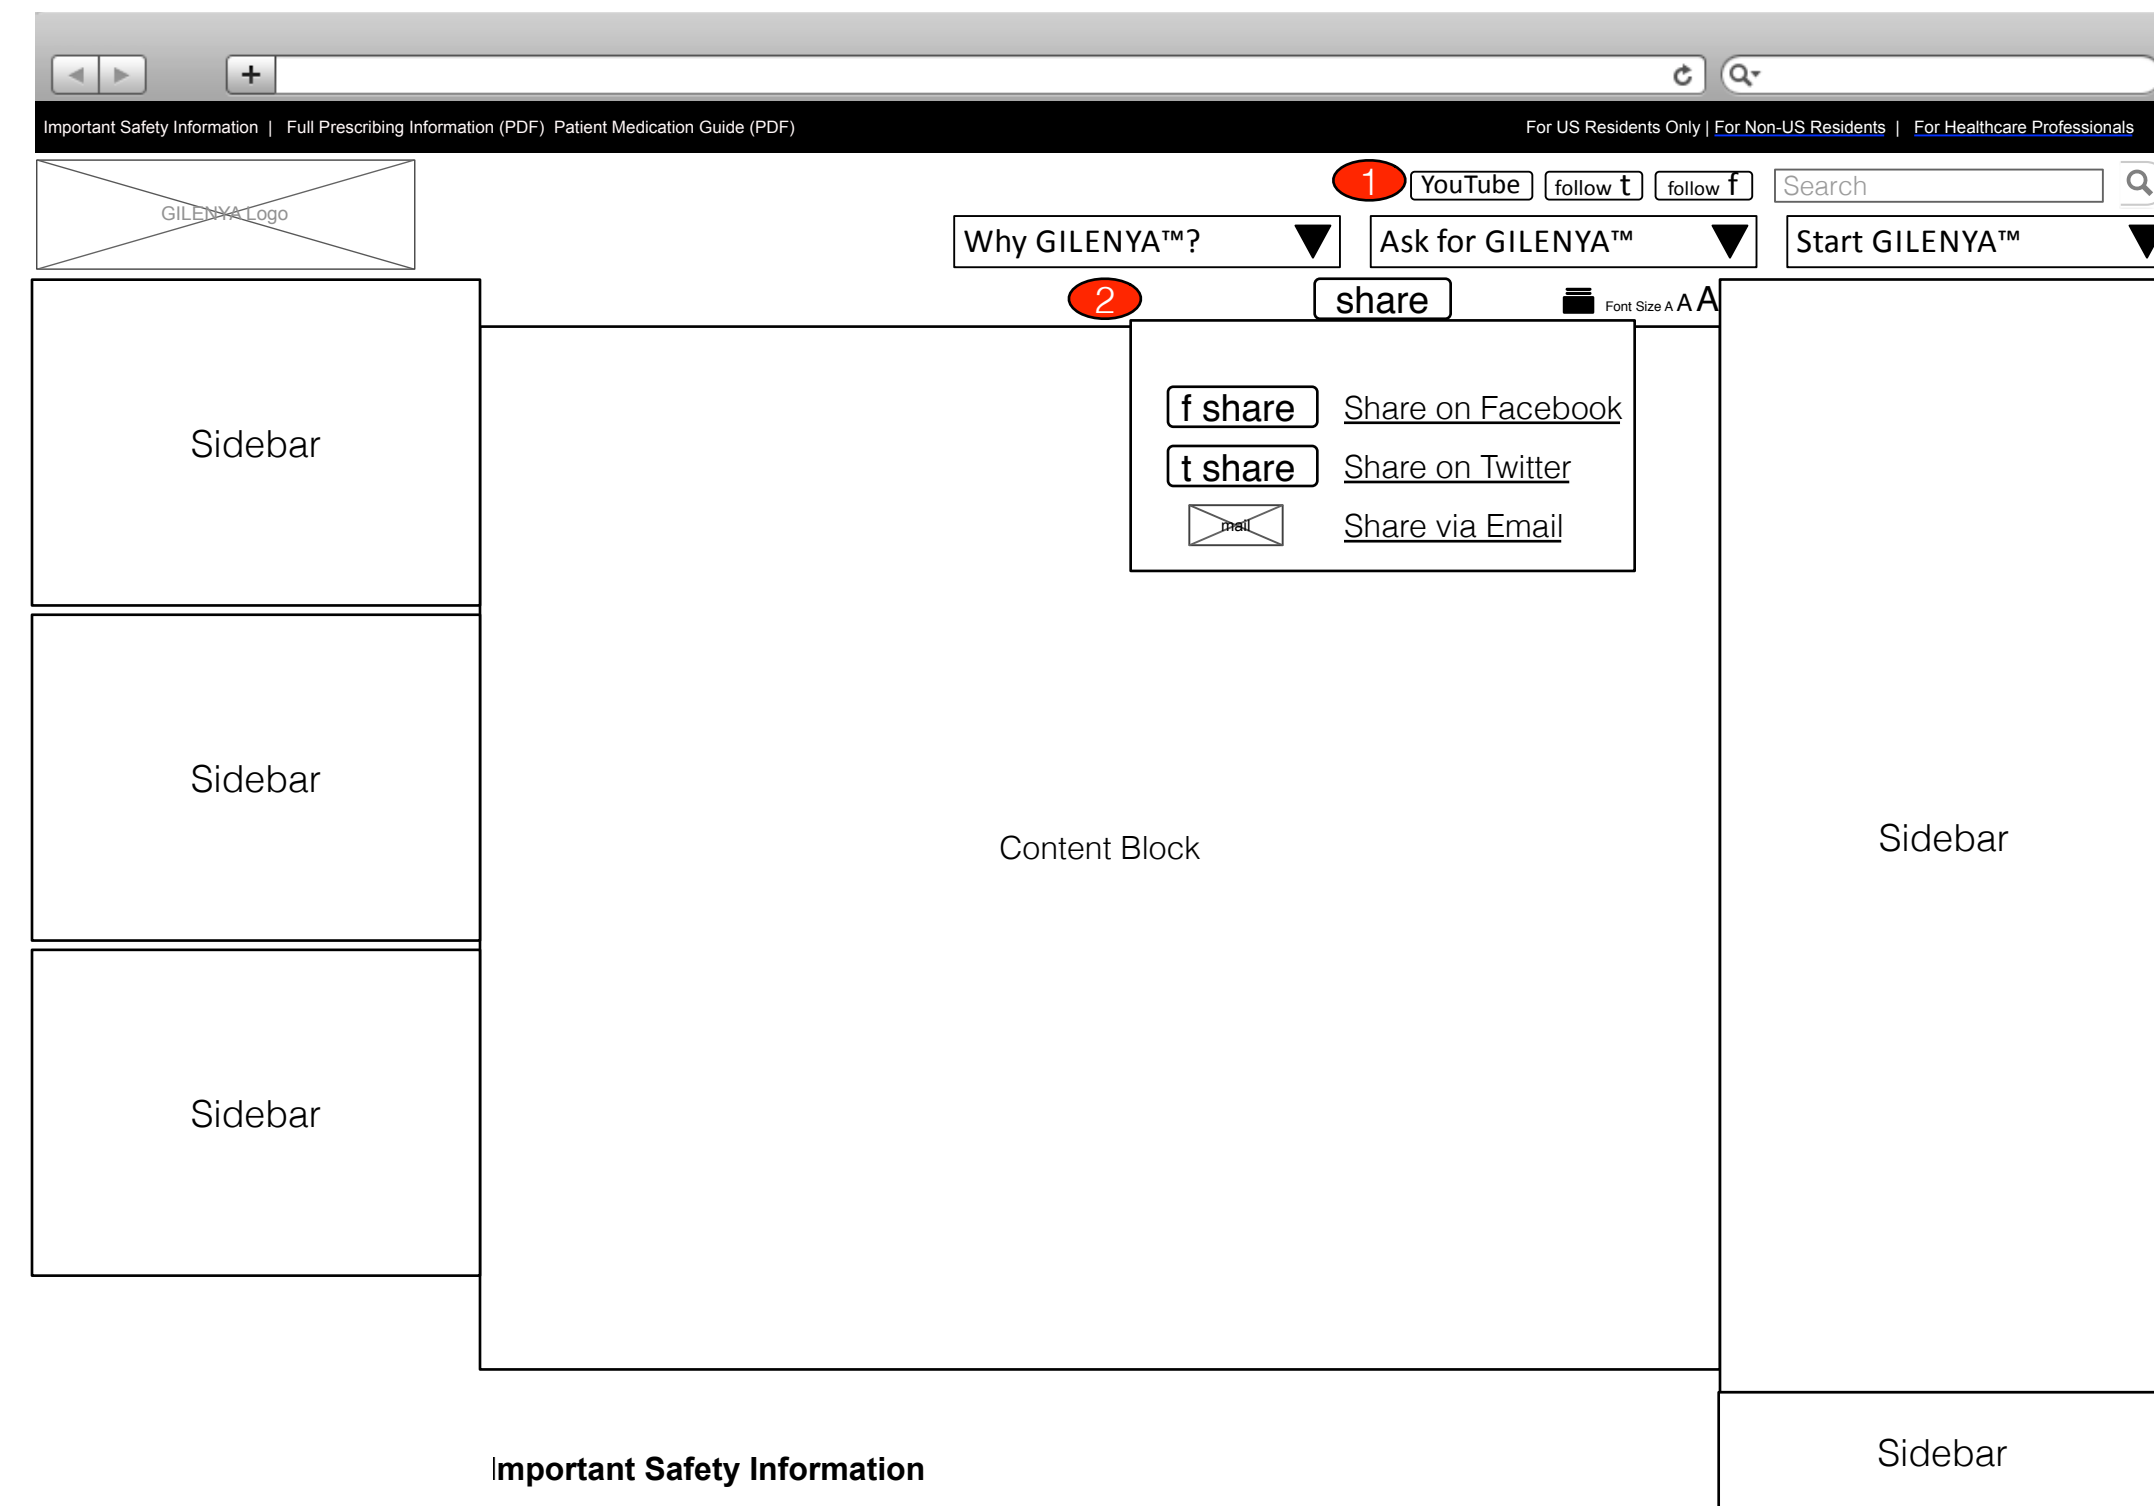 Important Safety Information | Full Prescribing Information (PDF) Patient Medication Guide (PDF)
For US Residents Only | For Non-US Residents | For Healthcare Professionals
GILENYA Logo
1 YouTube follow t follow f Search
Why GILENYA™? Ask for GILENYA™ Start GILENYA™
2 share Font Size A A A
f share Share on Facebook
t share Share on Twitter
mail Share via Email
Sidebar
Sidebar
Sidebar
Content Block
Sidebar
Sidebar
Important Safety Information